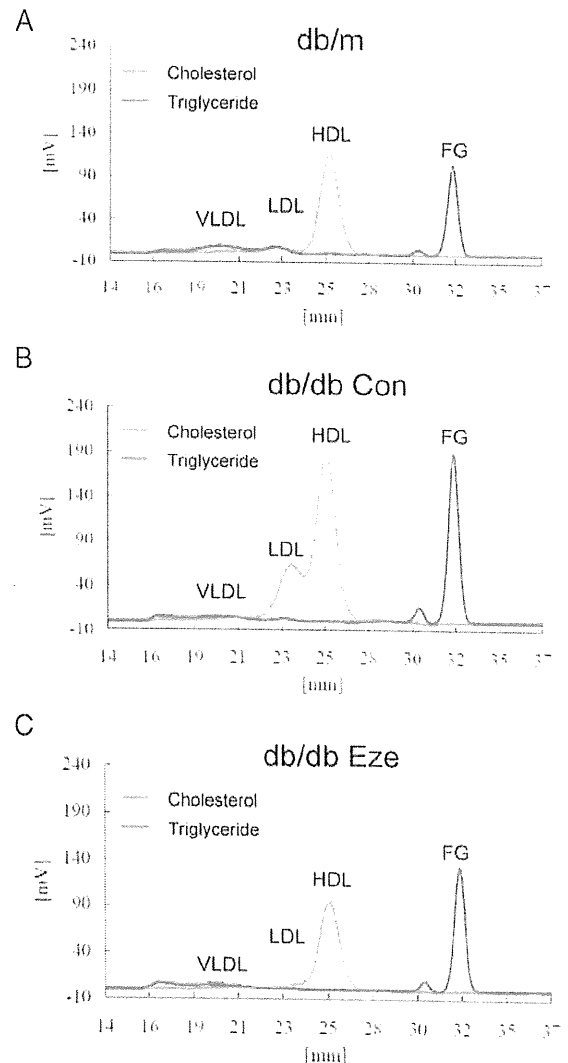 A
db/m
240
190
140
90
40
-10
[mV]
Cholesterol
Triglyceride
HDL
FG
VLDL
LDL
14 16 19 21 23 25 28 30 32 35 37
[min]
B
db/db Con
240
190
140
90
40
-10
[mV]
Cholesterol
Triglyceride
HDL
FG
LDL
VLDL
14 16 19 21 23 25 28 30 32 35 37
[min]
C
db/db Eze
240
190
140
90
40
-10
[mV]
Cholesterol
Triglyceride
HDL
FG
LDL
VLDL
14 16 19 21 23 25 28 30 32 35 37
[min]